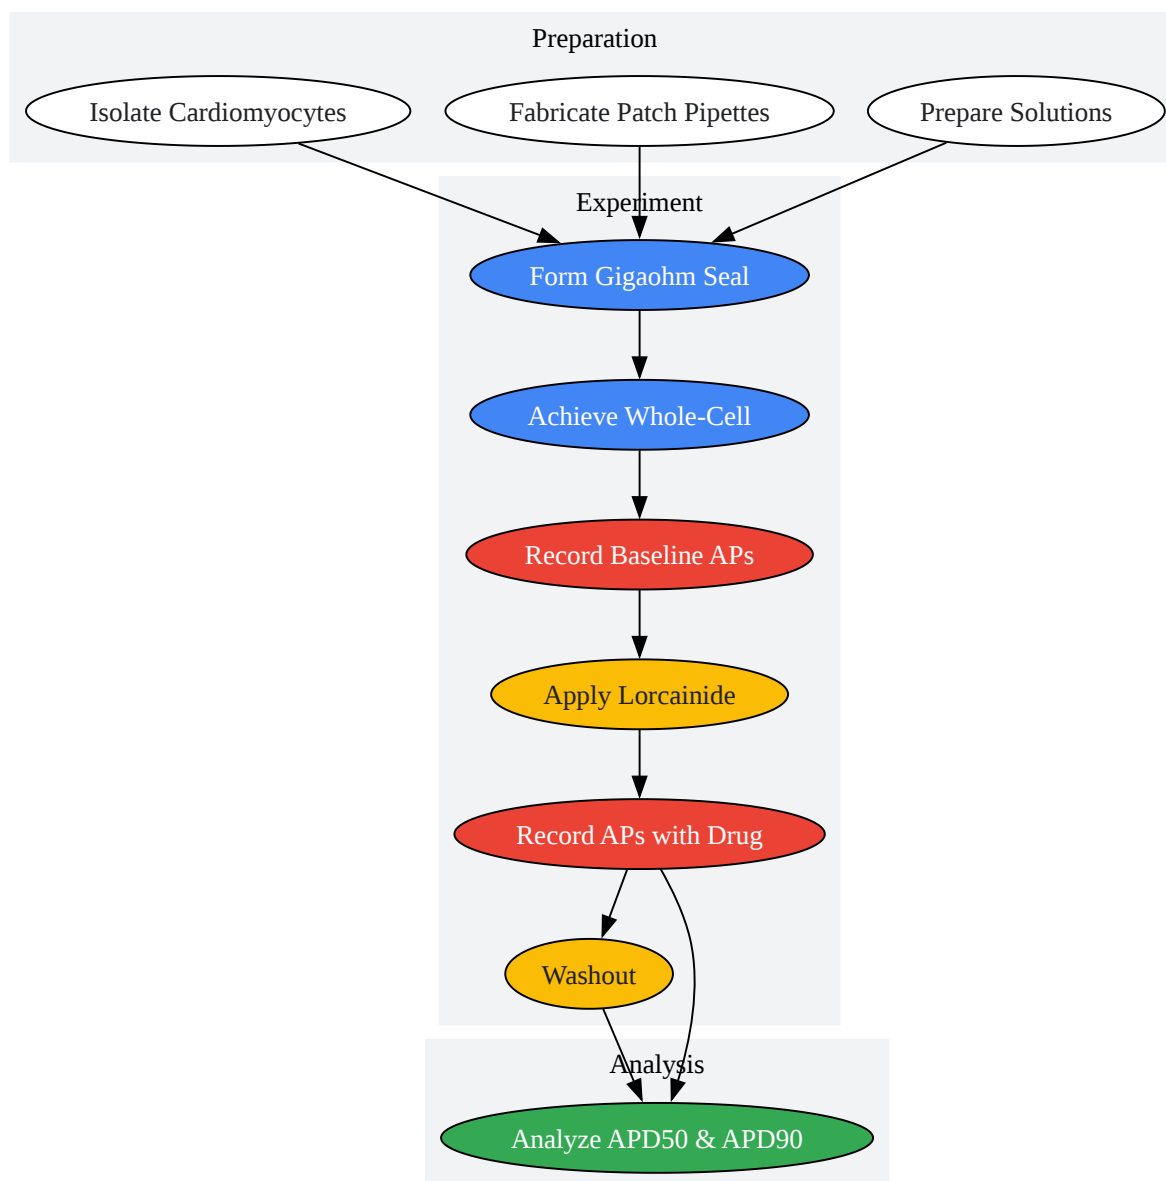 Preparation
Isolate Cardiomyocytes
Fabricate Patch Pipettes
Prepare Solutions
Experiment
Form Gigaohm Seal
Achieve Whole-Cell
Record Baseline APs
Apply Lorcainide
Record APs with Drug
Washout
Analysis
Analyze APD50 & APD90